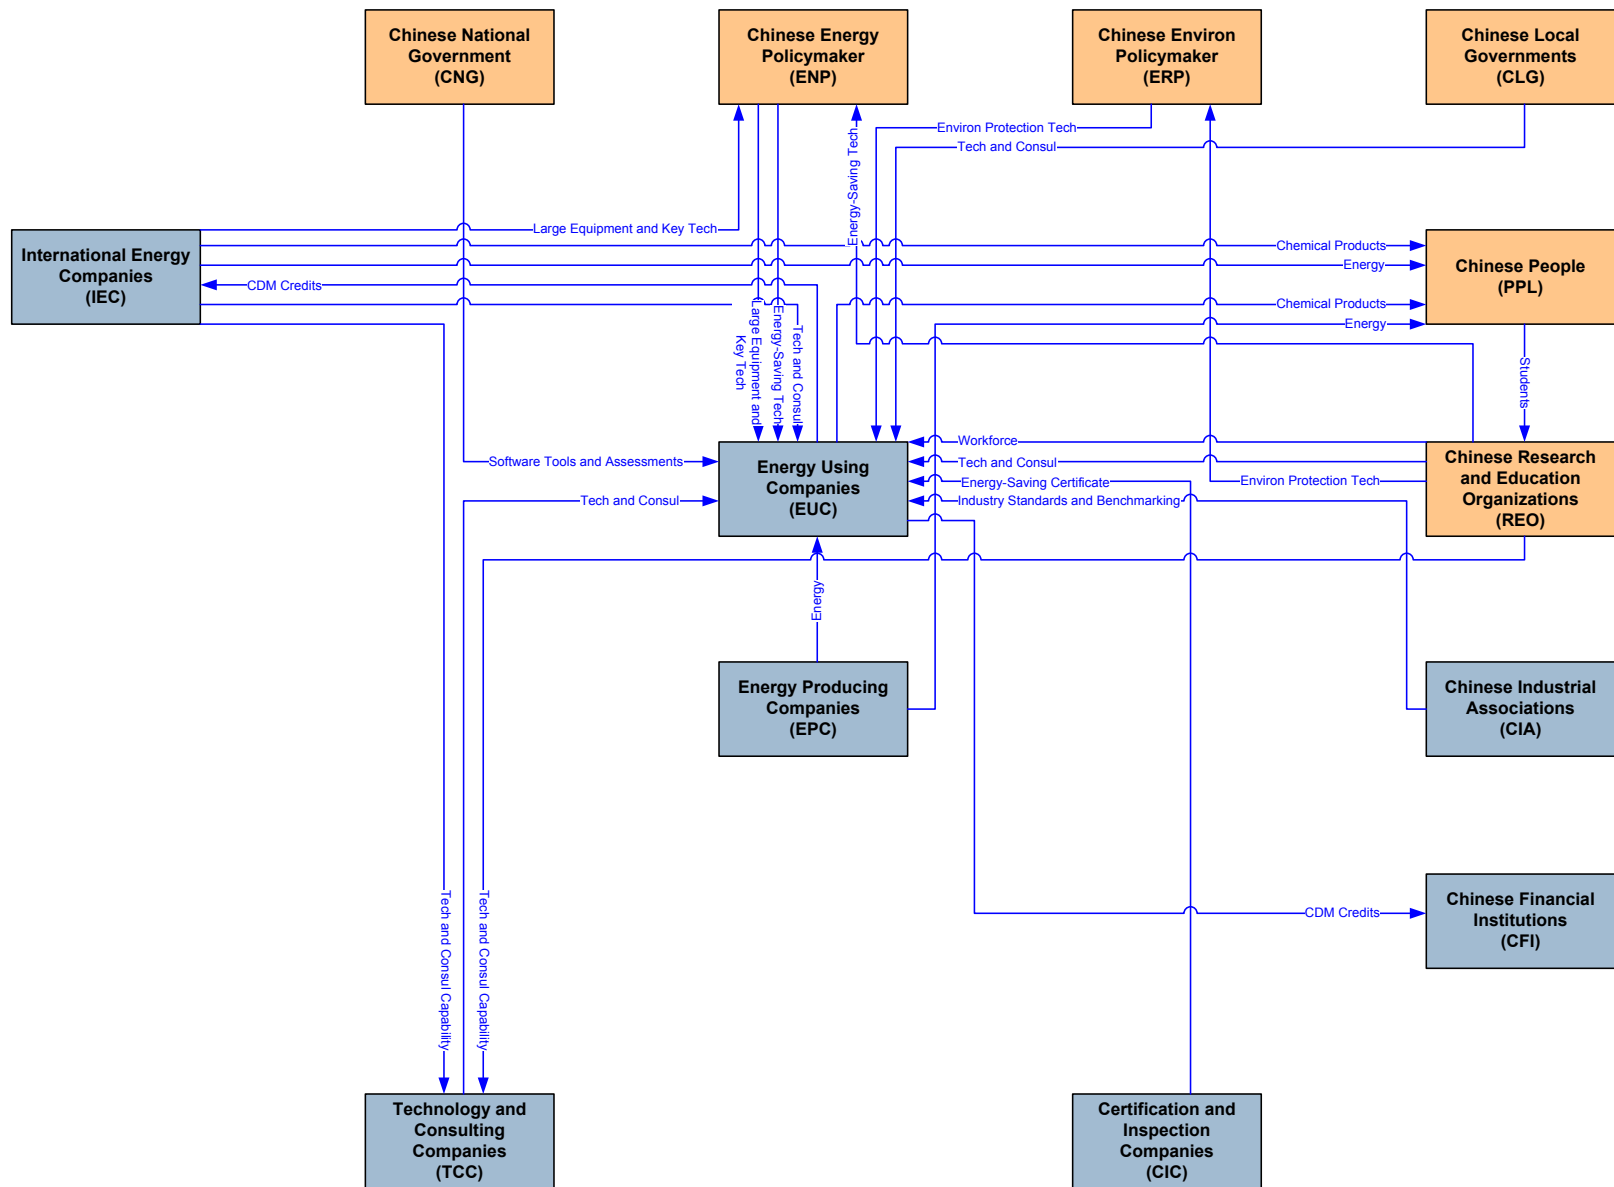 Chinese National
Government
(CNG)
Chinese Energy
Policymaker
(ENP)
Chinese Environ
Policymaker
(ERP)
Chinese Local
Governments
(CLG)
Environ Protection Tech
Tech and Consul
Energy-Saving Tech
Large Equipment and Key Tech
International Energy
Companies
(IEC)
Chemical Products
Energy
Chinese People
(PPL)
CDM Credits
Chemical Products
Energy
Large Equipment and
Key Tech
Energy-Saving Tech
Tech and Consul
Students
Workforce
Software Tools and Assessments
Energy Using
Companies
(EUC)
Tech and Consul
Energy-Saving Certificate
Environ Protection Tech
Chinese Research
and Education
Organizations
(REO)
Tech and Consul
Industry Standards and Benchmarking
Energy
Energy Producing
Companies
(EPC)
Chinese Industrial
Associations
(CIA)
CDM Credits
Chinese Financial
Institutions
(CFI)
Tech and Consul Capability
Tech and Consul Capability
Technology and
Consulting
Companies
(TCC)
Certification and
Inspection
Companies
(CIC)